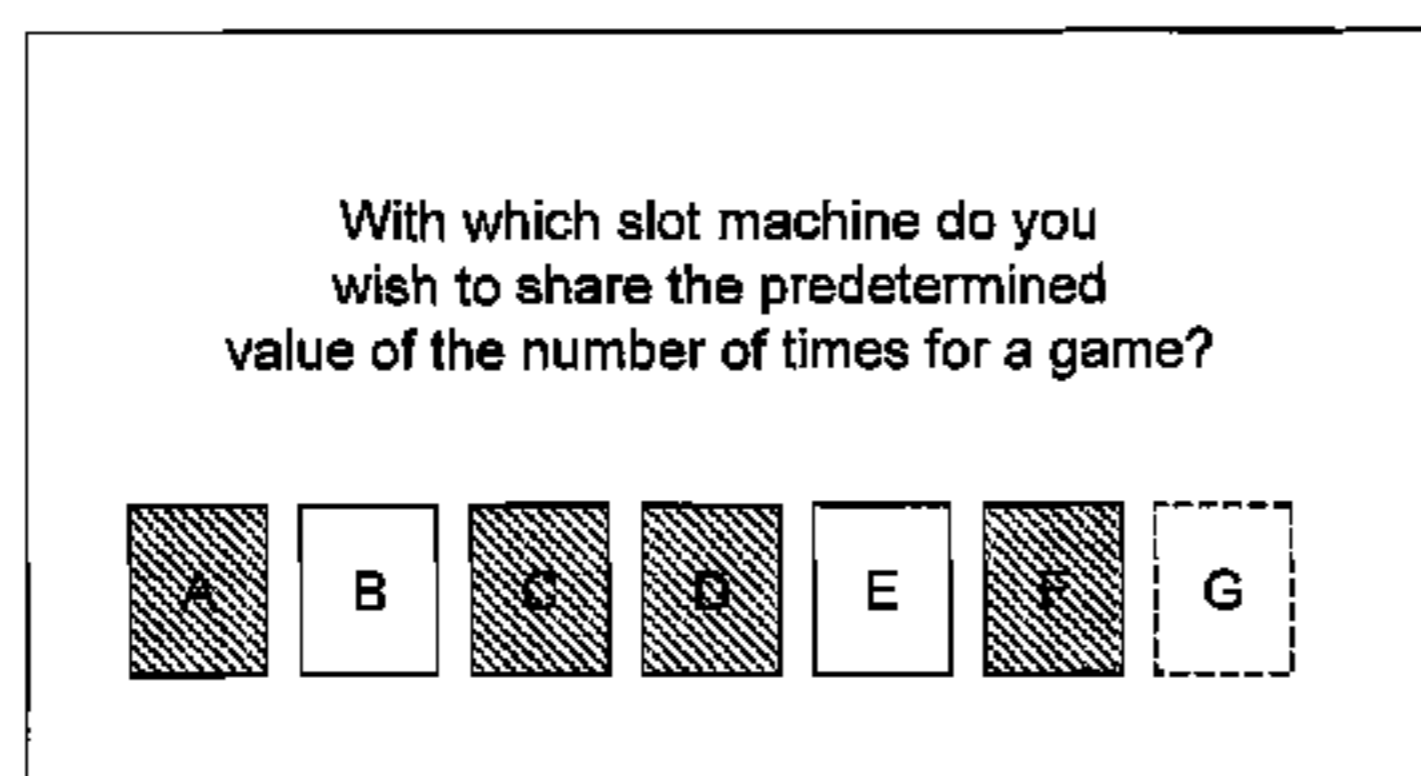 With which slot machine do you
wish to share the predetermined
value of the number of times for a game?
A B C D E F G